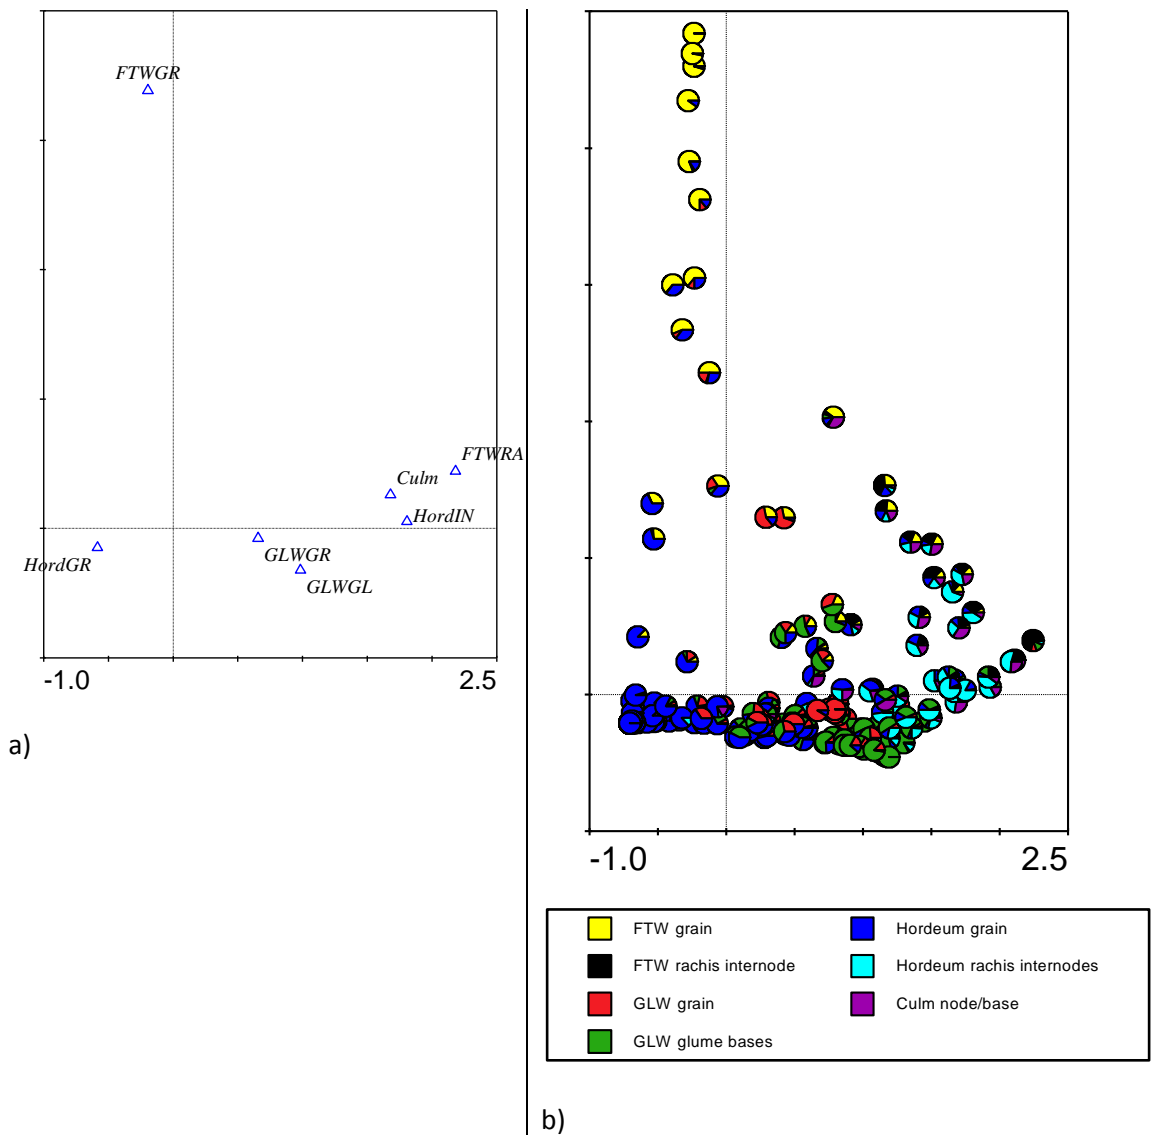 FTWGR
FTWRA
Culm
HordIN
GLWGR
HordGR
GLWGL
-1.0 2.5
a)
-1.0 2.5
FTW grain Hordeum grain
FTW rachis internode Hordeum rachis internodes
GLW grain Culm node/base
GLW glume bases
b)